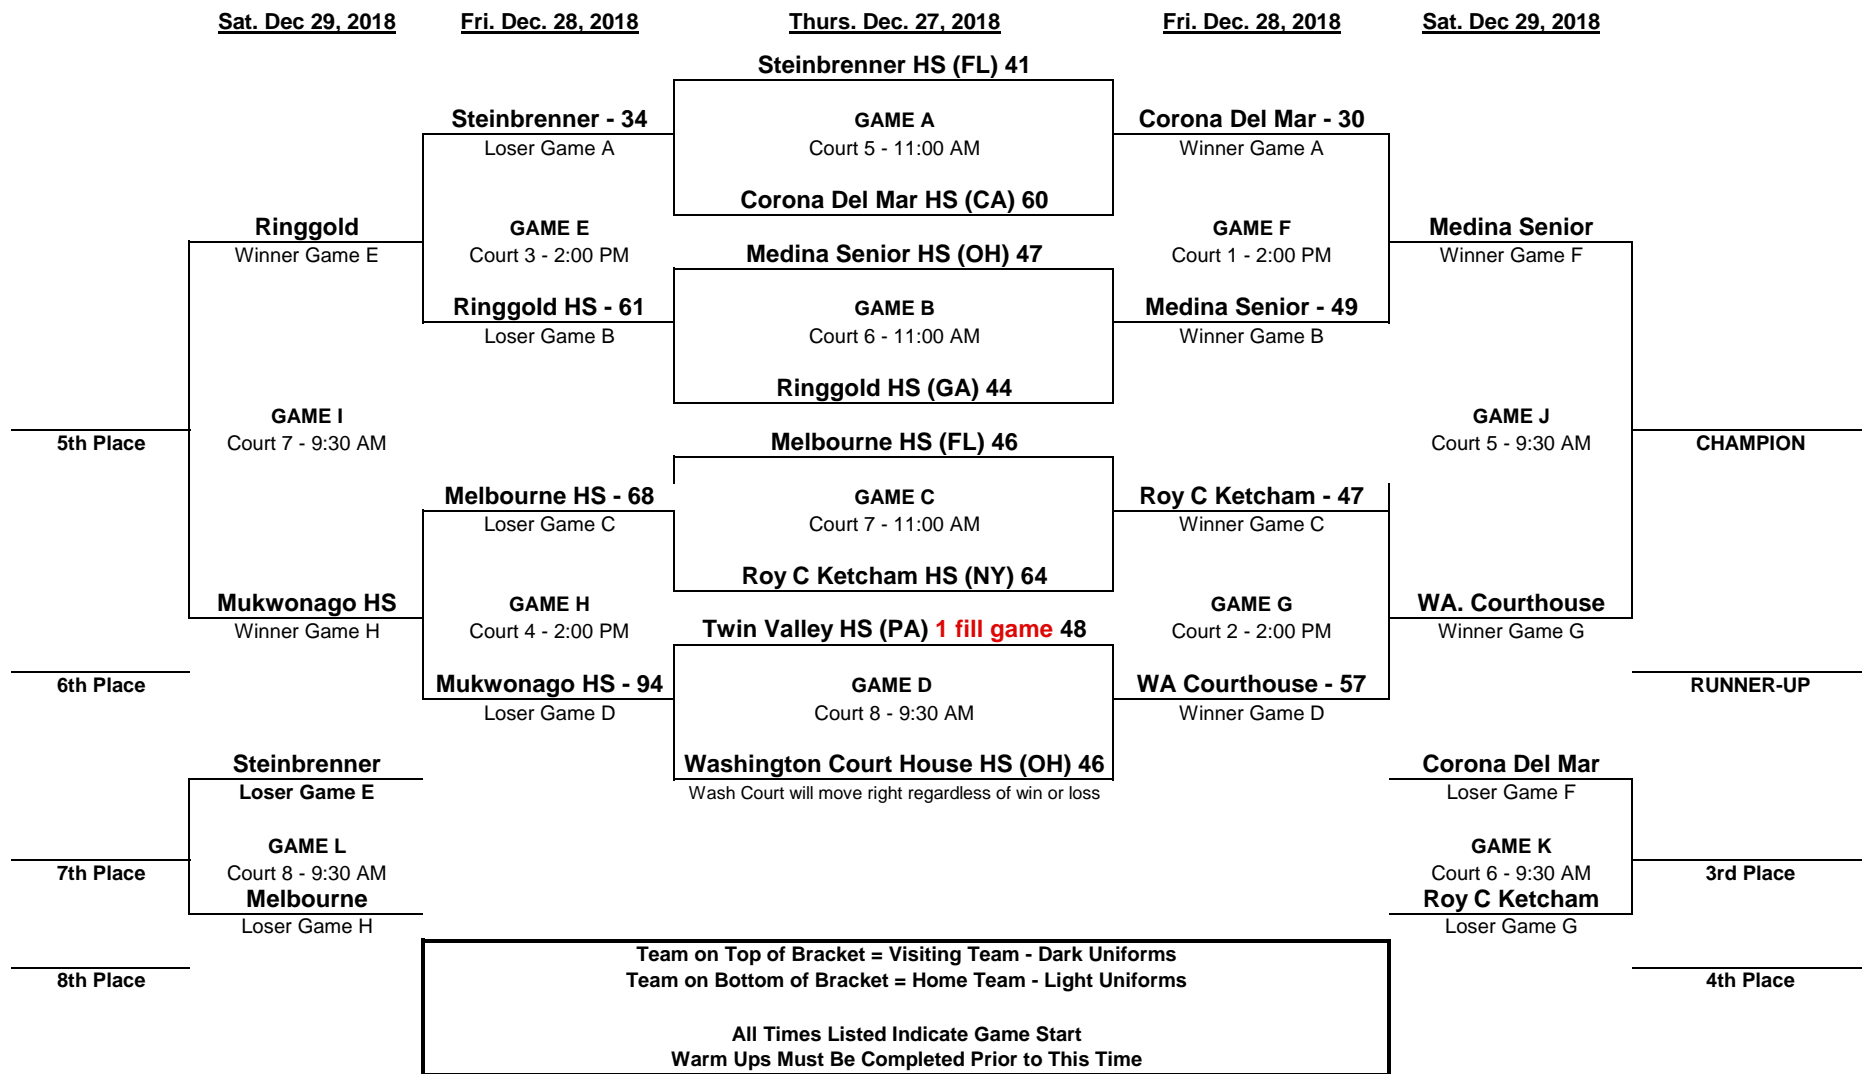 Sat. Dec 29, 2018
Fri. Dec. 28, 2018
Thurs. Dec. 27, 2018
Fri. Dec. 28, 2018
Sat. Dec 29, 2018
Steinbrenner HS (FL) 41
Steinbrenner - 34
GAME A
Corona Del Mar - 30
Loser Game A
Court 5 - 11:00 AM
Winner Game A
Corona Del Mar HS (CA) 60
Ringgold
GAME E
GAME F
Medina Senior
Winner Game E
Court 3 - 2:00 PM
Medina Senior HS (OH) 47
Court 1 - 2:00 PM
Winner Game F
Ringgold HS - 61
GAME B
Medina Senior - 49
Loser Game B
Court 6 - 11:00 AM
Winner Game B
Ringgold HS (GA) 44
GAME I
GAME J
5th Place
Court 7 - 9:30 AM
Melbourne HS (FL) 46
Court 5 - 9:30 AM
CHAMPION
Melbourne HS - 68
GAME C
Roy C Ketcham - 47
Loser Game C
Court 7 - 11:00 AM
Winner Game C
Roy C Ketcham HS (NY) 64
Mukwonago HS
GAME H
GAME G
WA. Courthouse
Winner Game H
Court 4 - 2:00 PM
Twin Valley HS (PA) 1 fill game 48
Court 2 - 2:00 PM
Winner Game G
6th Place
Mukwonago HS - 94
GAME D
WA Courthouse - 57
RUNNER-UP
Loser Game D
Court 8 - 9:30 AM
Winner Game D
Steinbrenner
Washington Court House HS (OH) 46
Corona Del Mar
Loser Game E
Wash Court will move right regardless of win or loss
Loser Game F
GAME L
GAME K
7th Place
Court 8 - 9:30 AM
Court 6 - 9:30 AM
3rd Place
Melbourne
Roy C Ketcham
Loser Game H
Loser Game G
Team on Top of Bracket = Visiting Team - Dark Uniforms
8th Place
Team on Bottom of Bracket = Home Team - Light Uniforms
4th Place
All Times Listed Indicate Game Start
Warm Ups Must Be Completed Prior to This Time